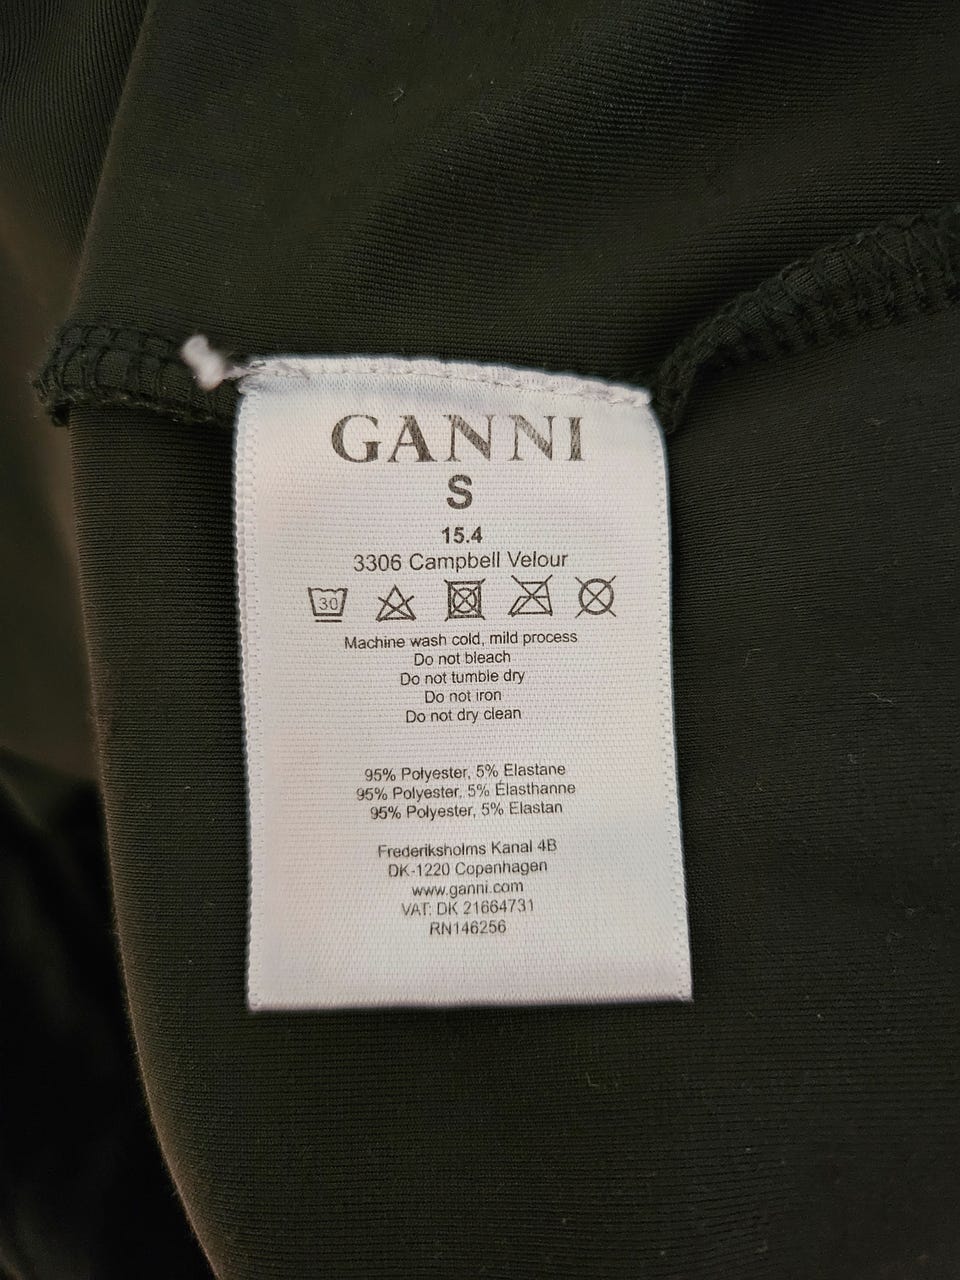 GANNI
S
15.4
3306 Campbell Velour
30
Machine wash cold, mild process
Do not bleach
Do not tumble dry
Do not iron
Do not dry clean
95% Polyester, 5% Elastane
95% Polyester, 5% Élasthanne
95% Polyester, 5% Elastan
Frederiksholms Kanal 4B
DK-1220 Copenhagen
www.ganni.com
VAT: DK 21664731
RN146256